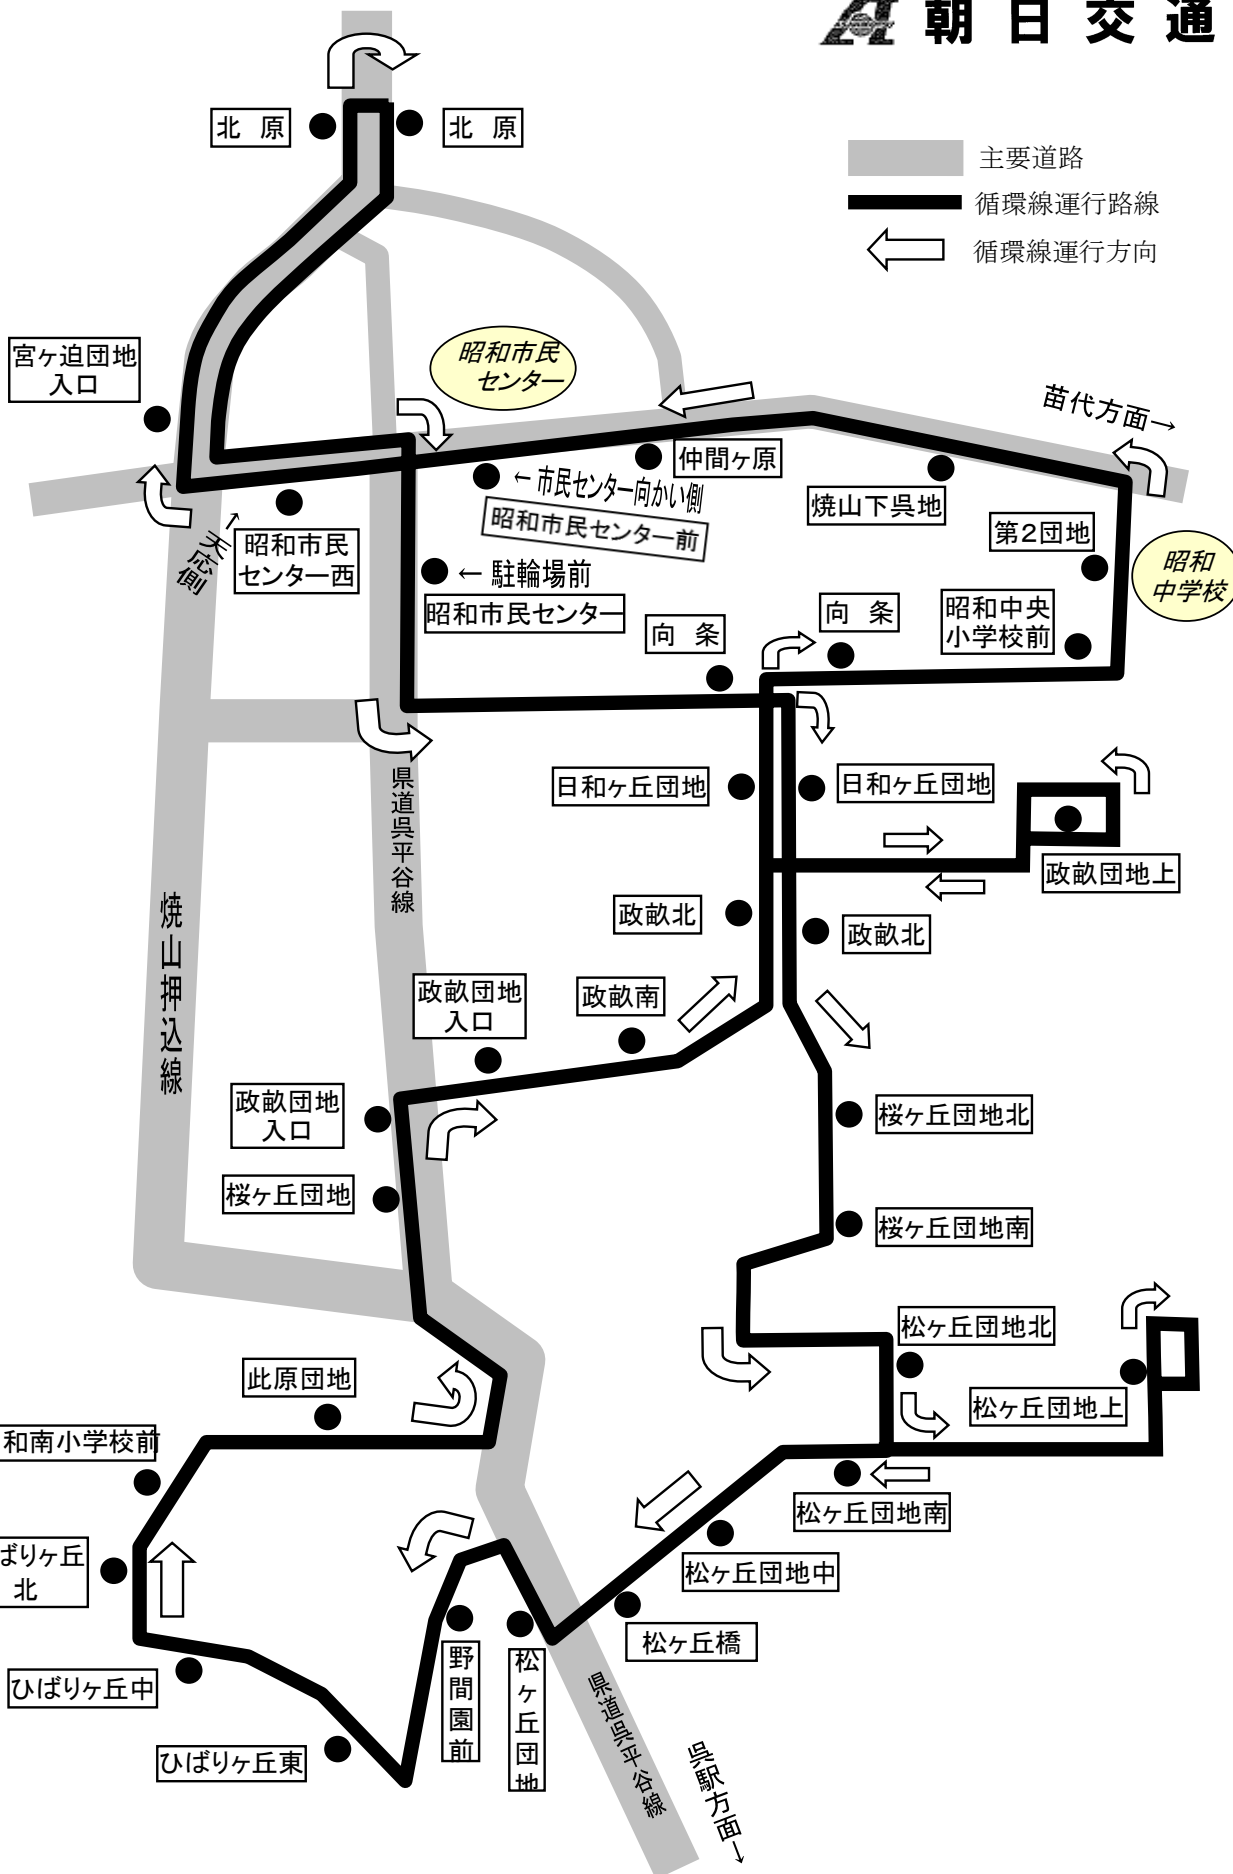 朝日交通
北 原
北 原
主要道路
循環線運行路線
循環線運行方向
宮ヶ迫団地
入口
昭和市民
センター
苗代方面→
仲間ヶ原
←市民センター向かい側
昭和市民センター前
焼山下呉地
第2団地
昭和
中学校
←天応側
昭和市民
センター西
← 駐輪場前
昭和市民センター
向 条
向 条
昭和中央
小学校前
県道呉平谷線
日和ヶ丘団地
日和ヶ丘団地
政畝団地上
焼山押込線
政畝北
政畝北
政畝団地
入口
政畝南
政畝団地
入口
桜ヶ丘団地
桜ヶ丘団地北
桜ヶ丘団地南
松ヶ丘団地北
此原団地
松ヶ丘団地上
和南小学校前
松ヶ丘団地南
ばりヶ丘
北
松ヶ丘団地中
松ヶ丘橋
野間園前
松ヶ丘団地
ひばりヶ丘中
ひばりヶ丘東
県道呉平谷線
呉駅方面→